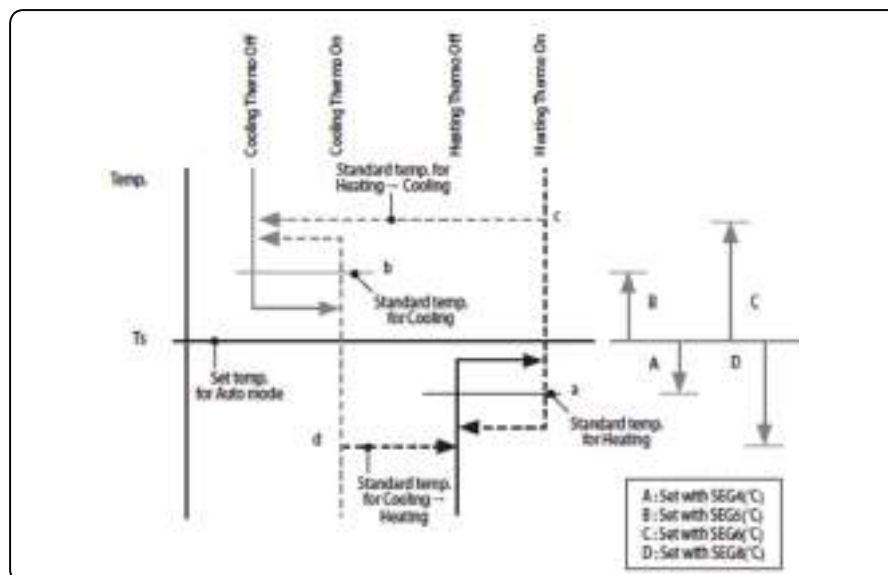 Cooling Thermo Off
Cooling Thermo On
Heating Thermo Off
Heating Thermo On
Temp.
Standard temp. for
Heating → Cooling
c
b
Standard temp.
for Cooling
B
C
Ts
Set temp.
for Auto mode
A
D
a
Standard temp.
for Heating
d
Standard temp.
for Cooling →
Heating
A : Set with SEG4(°C)
B : Set with SEG5(°C)
C : Set with SEG6(°C)
D : Set with SEG8(°C)